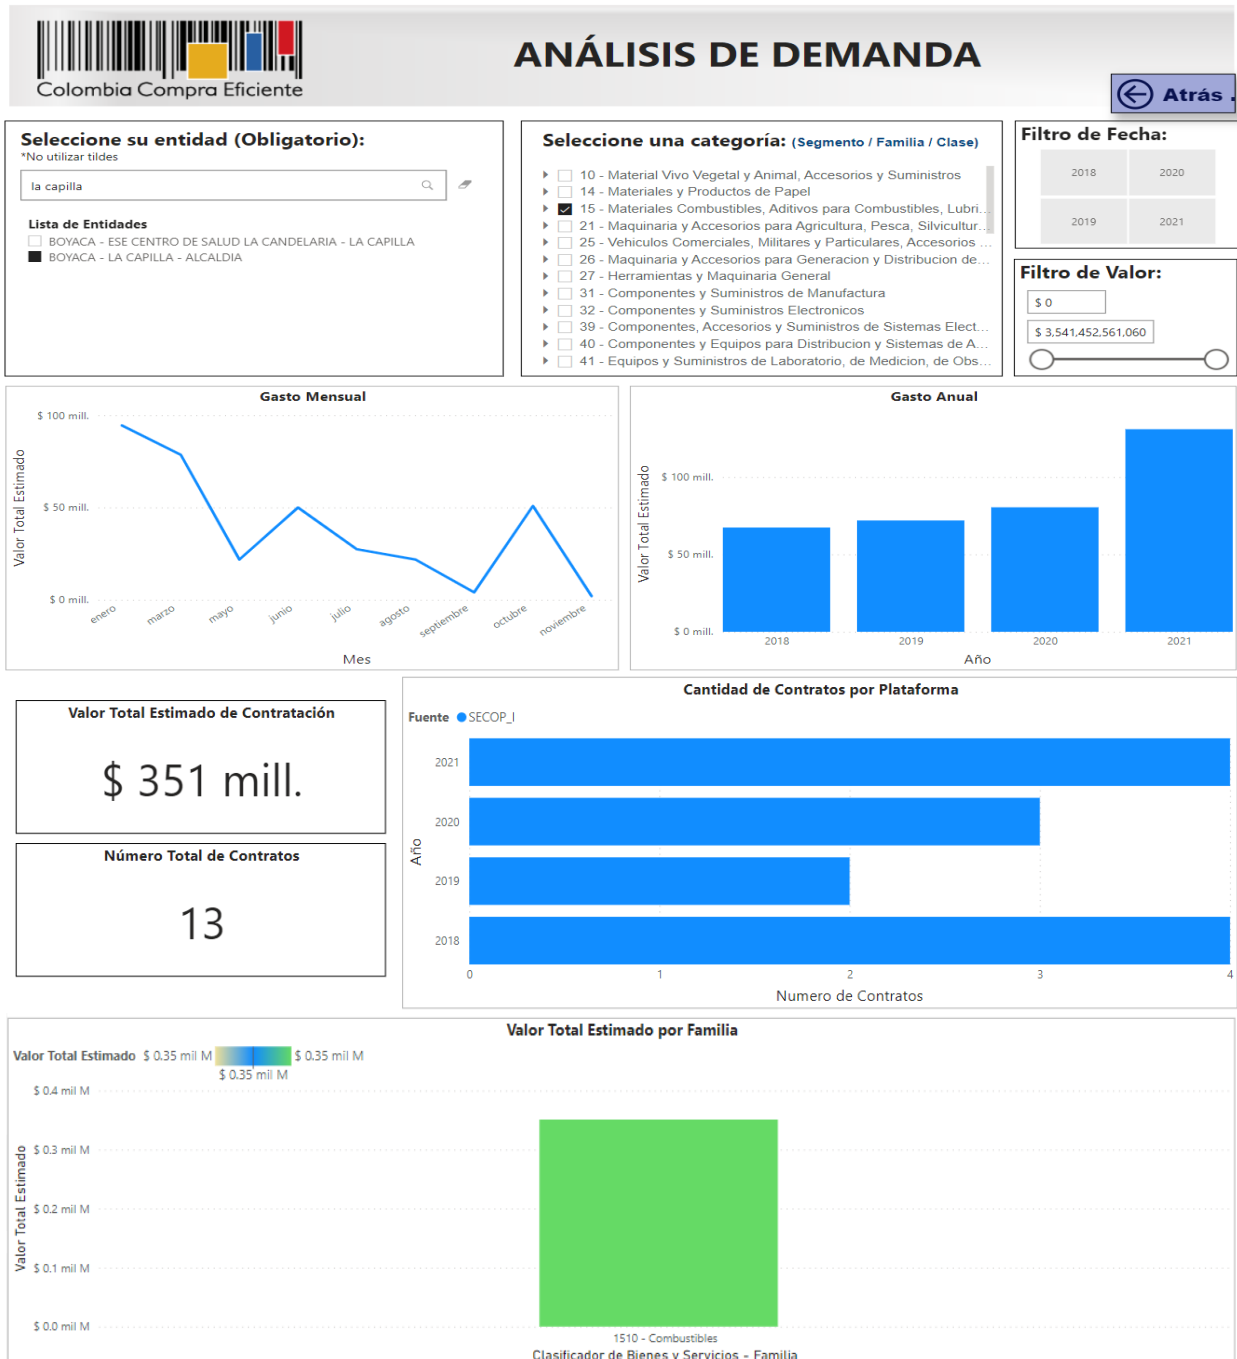 Colombia Compra Eficiente
ANÁLISIS DE DEMANDA
Atrás .
Seleccione su entidad (Obligatorio):
*No utilizar tildes
la capilla
Lista de Entidades
BOYACA - ESE CENTRO DE SALUD LA CANDELARIA - LA CAPILLA
BOYACA - LA CAPILLA - ALCALDIA
Seleccione una categoría: (Segmento / Familia / Clase)
10 - Material Vivo Vegetal y Animal, Accesorios y Suministros
14 - Materiales y Productos de Papel
15 - Materiales Combustibles, Aditivos para Combustibles, Lubri...
21 - Maquinaria y Accesorios para Agricultura, Pesca, Silvicultur...
25 - Vehiculos Comerciales, Militares y Particulares, Accesorios ...
26 - Maquinaria y Accesorios para Generacion y Distribucion de...
27 - Herramientas y Maquinaria General
31 - Componentes y Suministros de Manufactura
32 - Componentes y Suministros Electronicos
39 - Componentes, Accesorios y Suministros de Sistemas Elect...
40 - Componentes y Equipos para Distribucion y Sistemas de A...
41 - Equipos y Suministros de Laboratorio, de Medicion, de Obs...
Filtro de Fecha:
2018 2020
2019 2021
Filtro de Valor:
$ 0
$ 3,541,452,561,060
Gasto Mensual
Valor Total Estimado
$ 100 mill.
$ 50 mill.
$ 0 mill.
enero marzo mayo junio julio agosto septiembre octubre noviembre
Mes
Gasto Anual
Valor Total Estimado
$ 100 mill.
$ 50 mill.
$ 0 mill.
2018 2019 2020 2021
Año
Valor Total Estimado de Contratación
$ 351 mill.
Número Total de Contratos
13
Cantidad de Contratos por Plataforma
Fuente SECOP_I
Año
2021
2020
2019
2018
0 1 2 3 4
Numero de Contratos
Valor Total Estimado por Familia
Valor Total Estimado $ 0.35 mil M $ 0.35 mil M
$ 0.35 mil M
Valor Total Estimado
$ 0.4 mil M
$ 0.3 mil M
$ 0.2 mil M
$ 0.1 mil M
$ 0.0 mil M
1510 - Combustibles
Clasificador de Bienes y Servicios - Familia